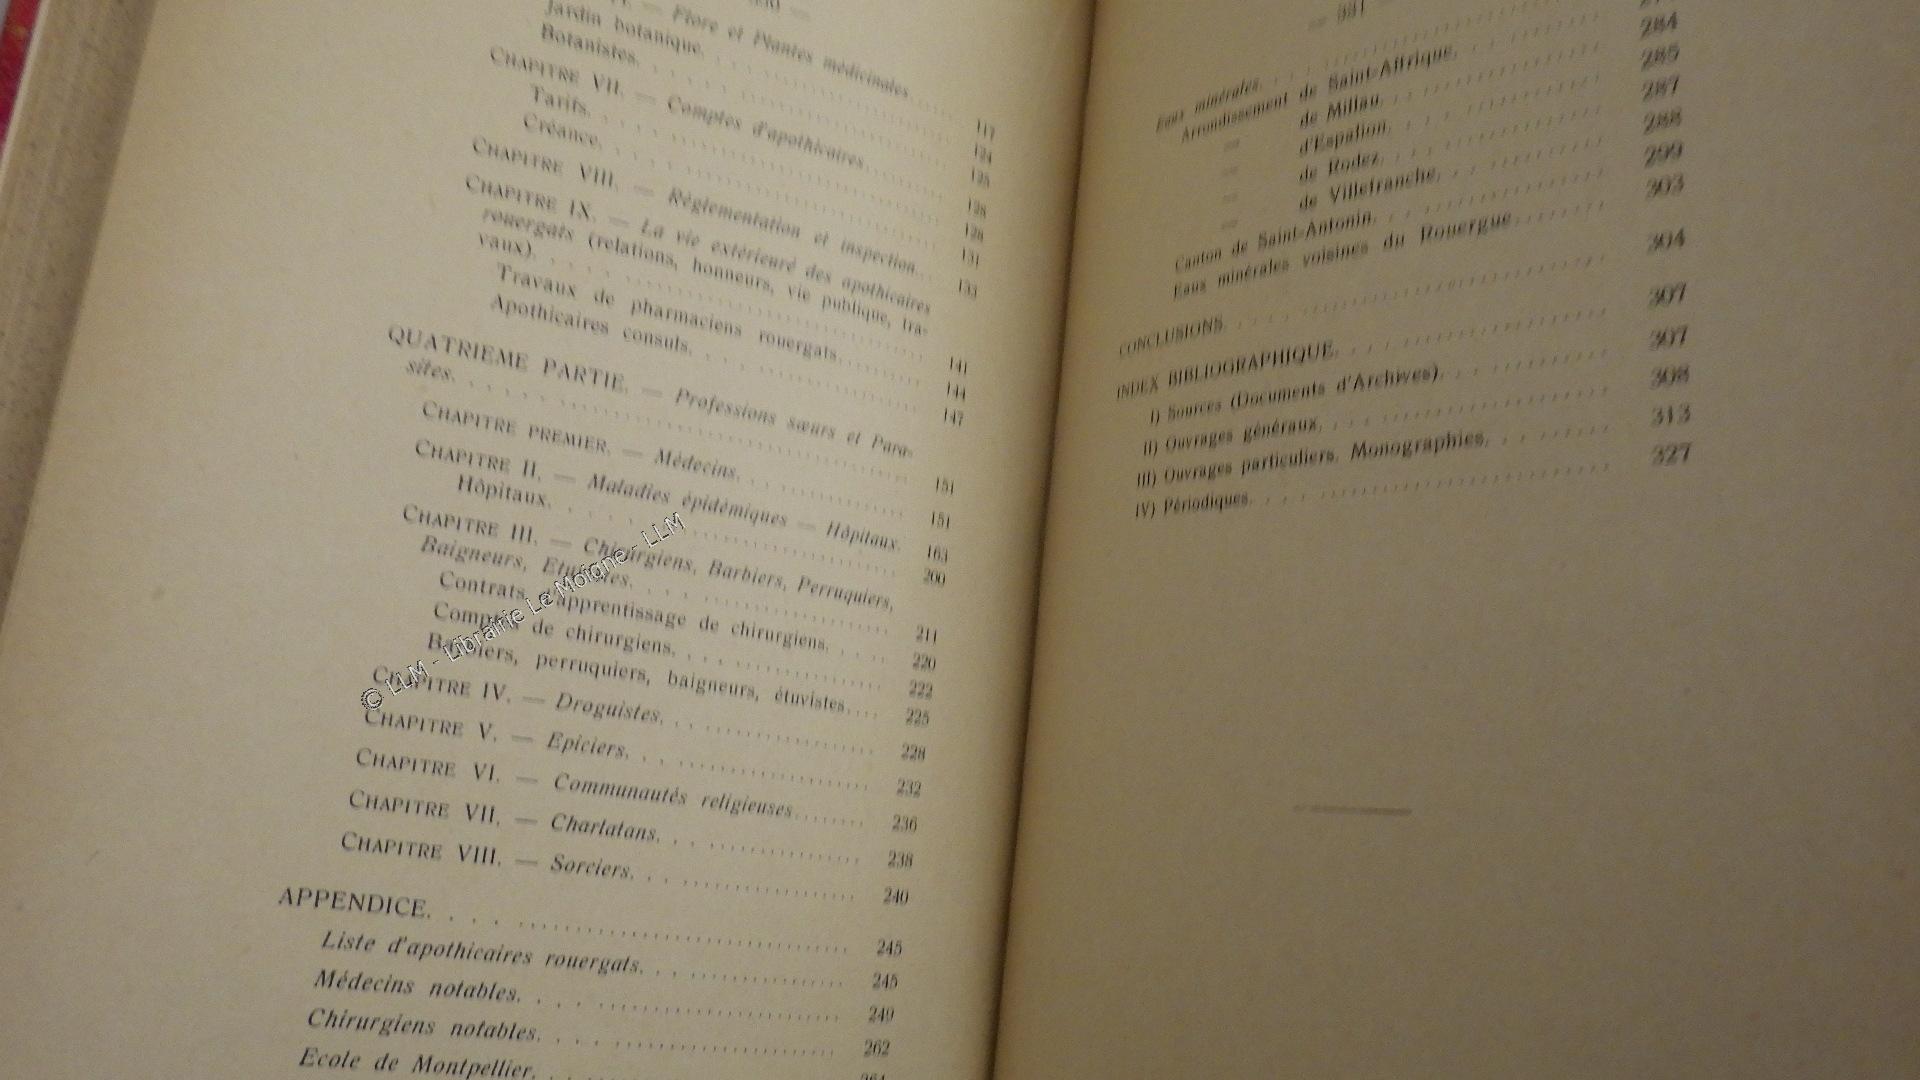 — Flore et Plantes médicinales...... 117
Jardin botanique, ........ 124
Botanistes. ........ 125
CHAPITRE VII. — Comptes d'apothicaires, ........ 128
Tarifs, ........ 128
Créance, ........ 131
CHAPITRE VIII. — Réglementation et inspection.. 133
CHAPITRE IX. — La vie extérieure des apothicaires
rouergats (relations, honneurs, vie publique, tra-
vaux), ........ 141
Travaux de pharmaciens rouergats, ........ 144
Apothicaires consuls, ........ 147
QUATRIEME PARTIE. — Professions sœurs et Para-
sites. ........ 151
CHAPITRE PREMIER. — Médecins, ........ 151
CHAPITRE II. — Maladies épidémiques — Hôpitaux. 163
Hôpitaux. ........ 200
CHAPITRE III. — Chirurgiens, Barbiers, Perruquiers,
Baigneurs, Etuvistes. ........ 211
Contrats d'apprentissage de chirurgiens, .... 220
Comptes de chirurgiens, ........ 222
Barbiers, perruquiers, baigneurs, étuvistes.... 225
CHAPITRE IV. — Droguistes, ........ 228
CHAPITRE V. — Epiciers, ........ 232
CHAPITRE VI. — Communautés religieuses........ 236
CHAPITRE VII. — Charlatans, ........ 238
CHAPITRE VIII. — Sorciers, ........ 240
APPENDICE. ........ 245
Liste d'apothicaires rouergats, ........ 245
Médecins notables, ........ 249
Chirurgiens notables, ........ 262
Ecole de Montpellier, ........
© LLM - Librairie Le Moigne - LLM
— 331 —
Eaux minérales, ........
Arrondissement de Saint-Affrique, ........ 284
— de Millau, ........ 285
— d'Espalion, ........ 287
— de Rodez, ........ 288
— de Villefranche, ........ 299
Canton de Saint-Antonin, ........ 303
Eaux minérales voisines du Rouergue........ 304
CONCLUSIONS, ........ 307
INDEX BIBLIOGRAPHIQUE, ........ 307
I) Sources (Documents d'Archives), ........ 308
II) Ouvrages généraux, ........ 313
III) Ouvrages particuliers. Monographies, ........ 327
IV) Périodiques. ........